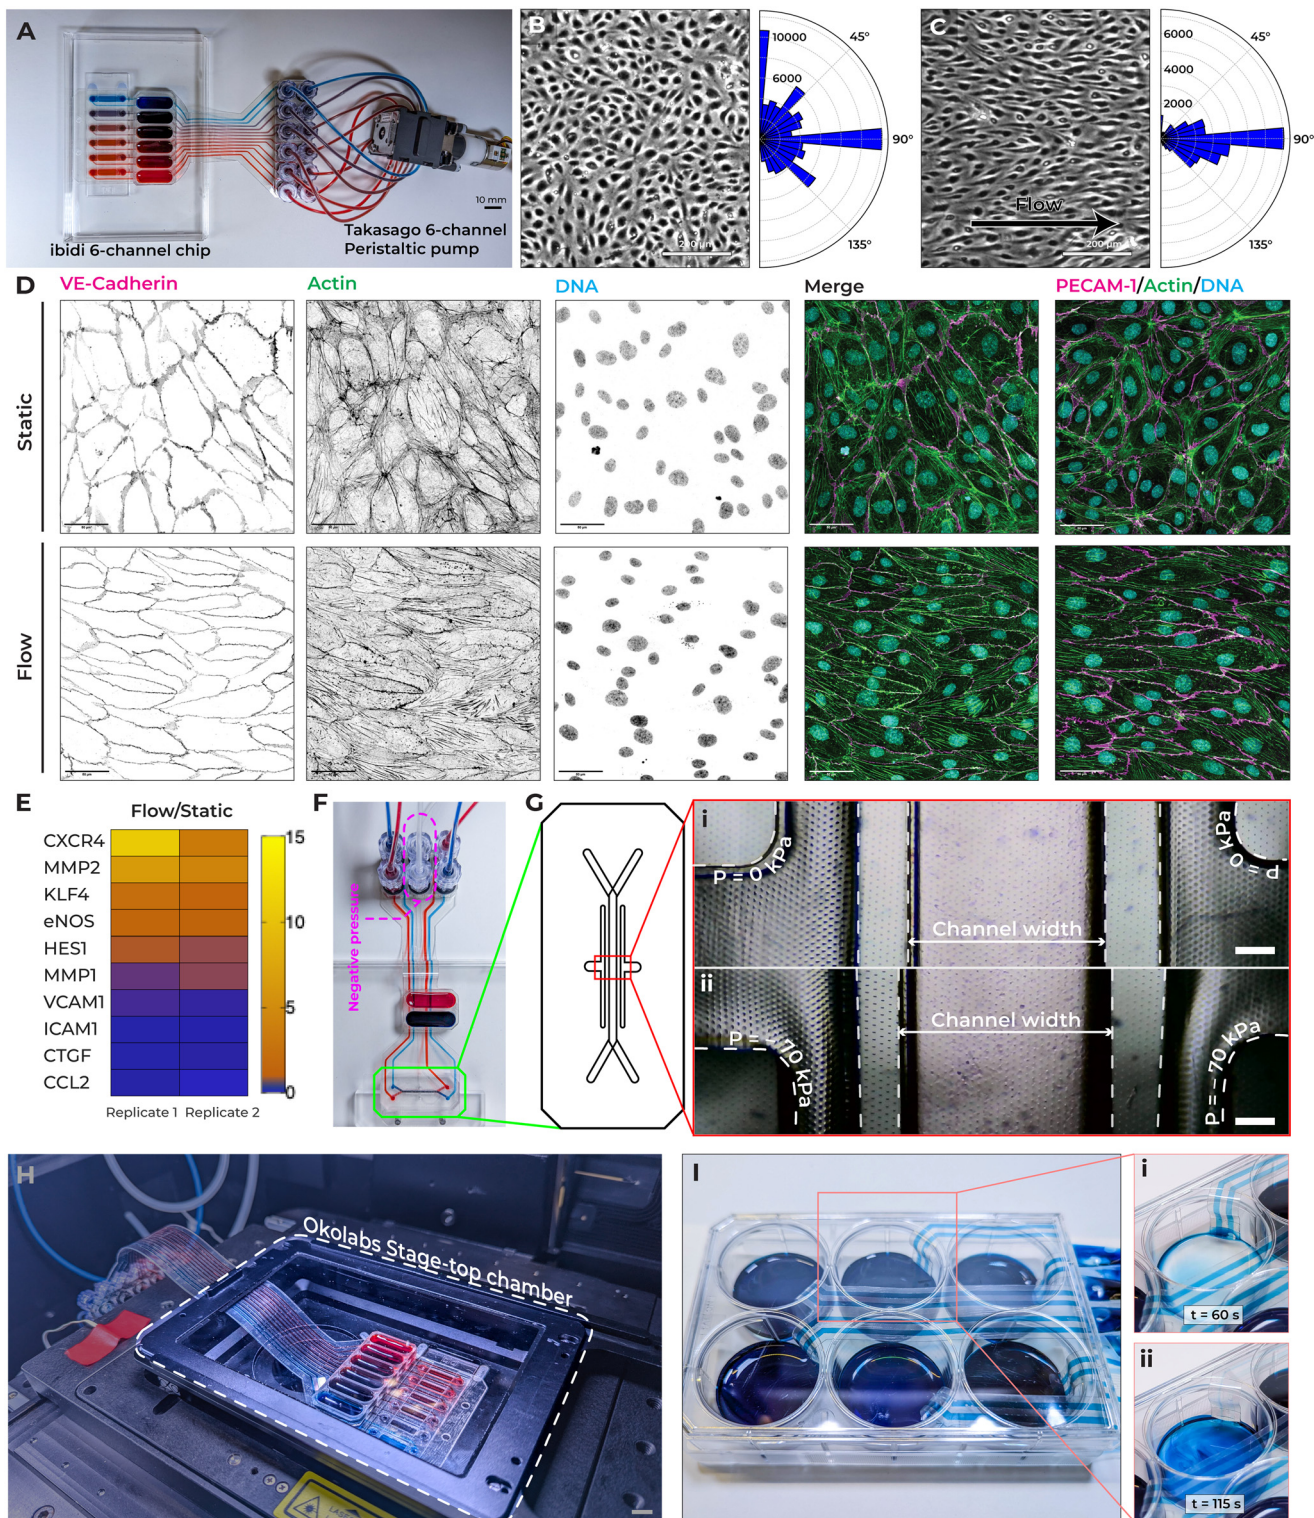 A
ibidi 6-channel chip
Takasago 6-channel
Peristaltic pump
10 mm
B
200 μm
10000
6000
45°
90°
135°
C
Flow
200 μm
6000
4000
2000
45°
90°
135°
D
VE-Cadherin
Actin
DNA
Merge
PECAM-1/Actin/DNA
Static
Flow
E
Flow/Static
CXCR4
MMP2
KLF4
eNOS
HES1
MMP1
VCAM1
ICAM1
CTGF
CCL2
Replicate 1
Replicate 2
15
10
5
0
F
Negative pressure
G
i
P = 0 kPa
P = 0 kPa
Channel width
ii
P = - 70 kPa
P = - 70 kPa
Channel width
H
Okolabs Stage-top chamber
I
i
t = 60 s
ii
t = 115 s